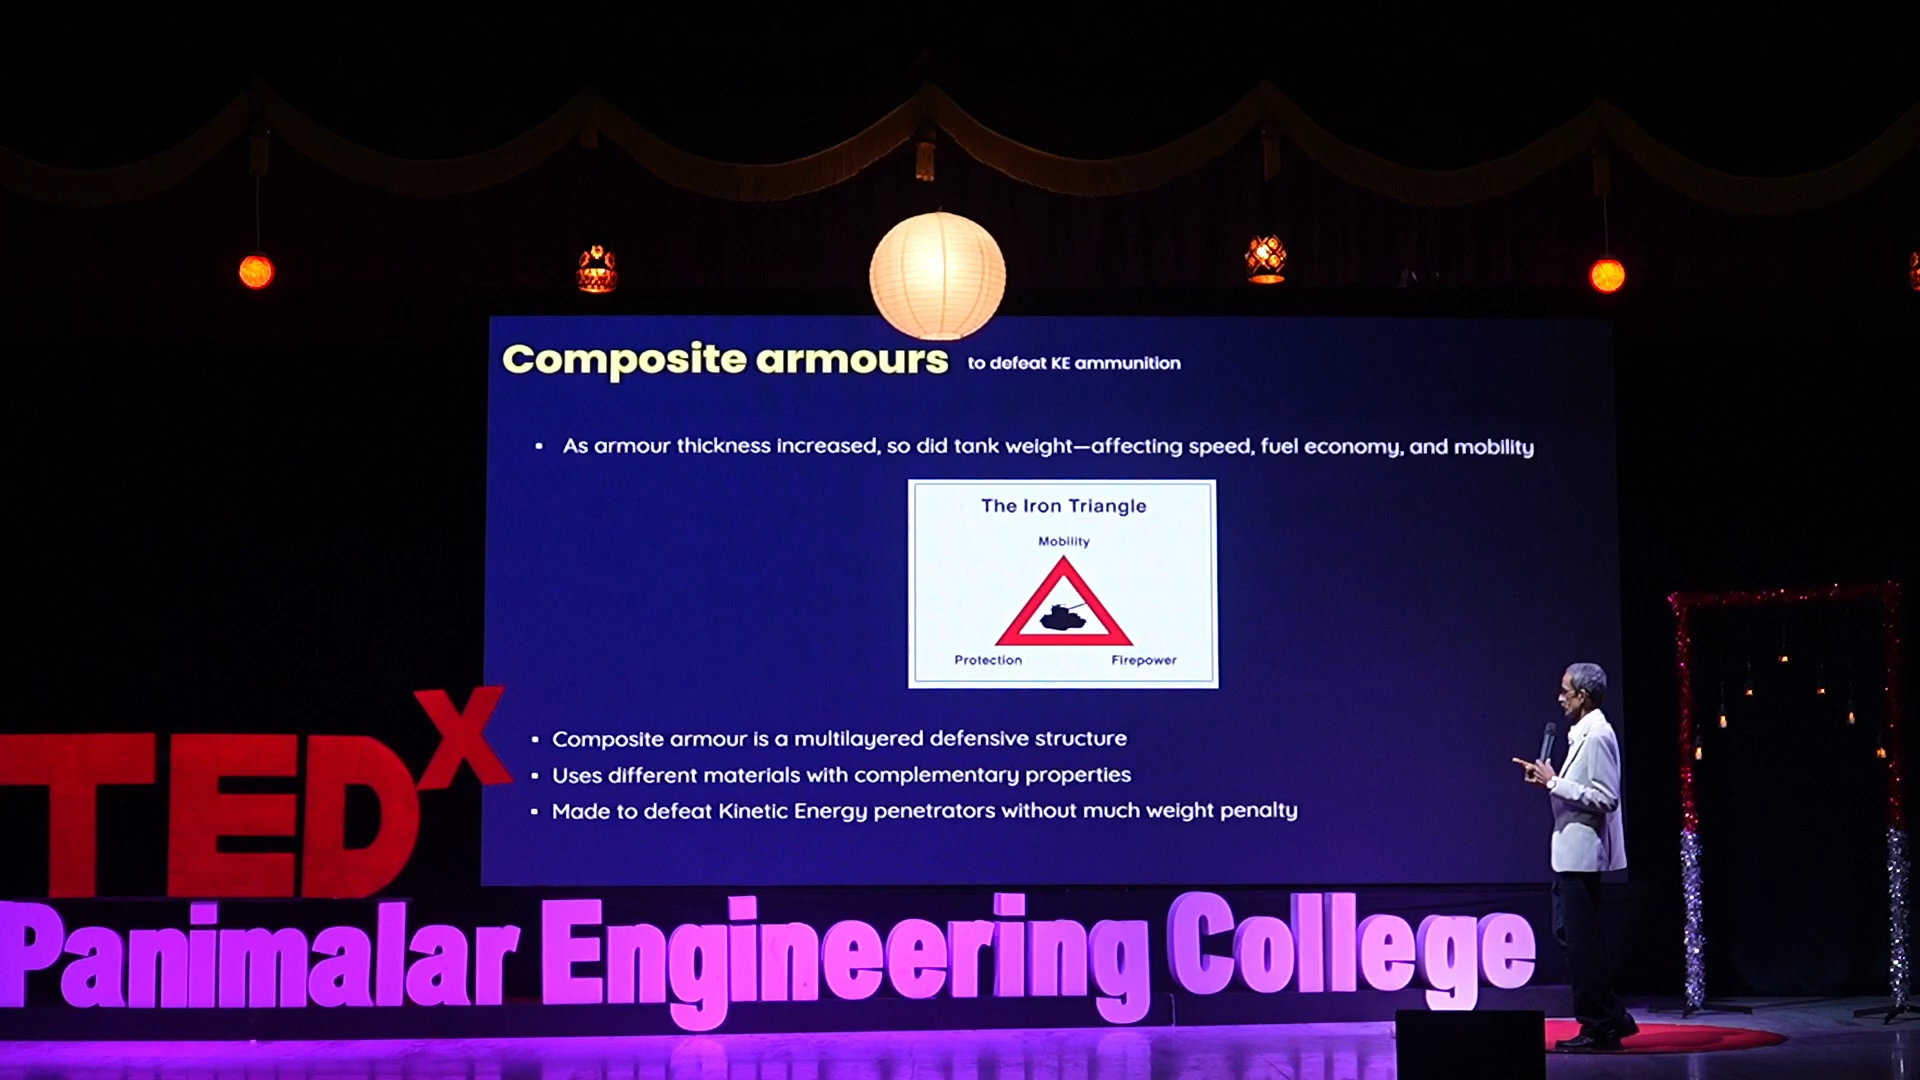 Composite armours to defeat KE ammunition
▪ As armour thickness increased, so did tank weight—affecting speed, fuel economy, and mobility
The Iron Triangle
Mobility
Protection Firepower
▪ Composite armour is a multilayered defensive structure
▪ Uses different materials with complementary properties
▪ Made to defeat Kinetic Energy penetrators without much weight penalty
TEDx
Panimalar Engineering College